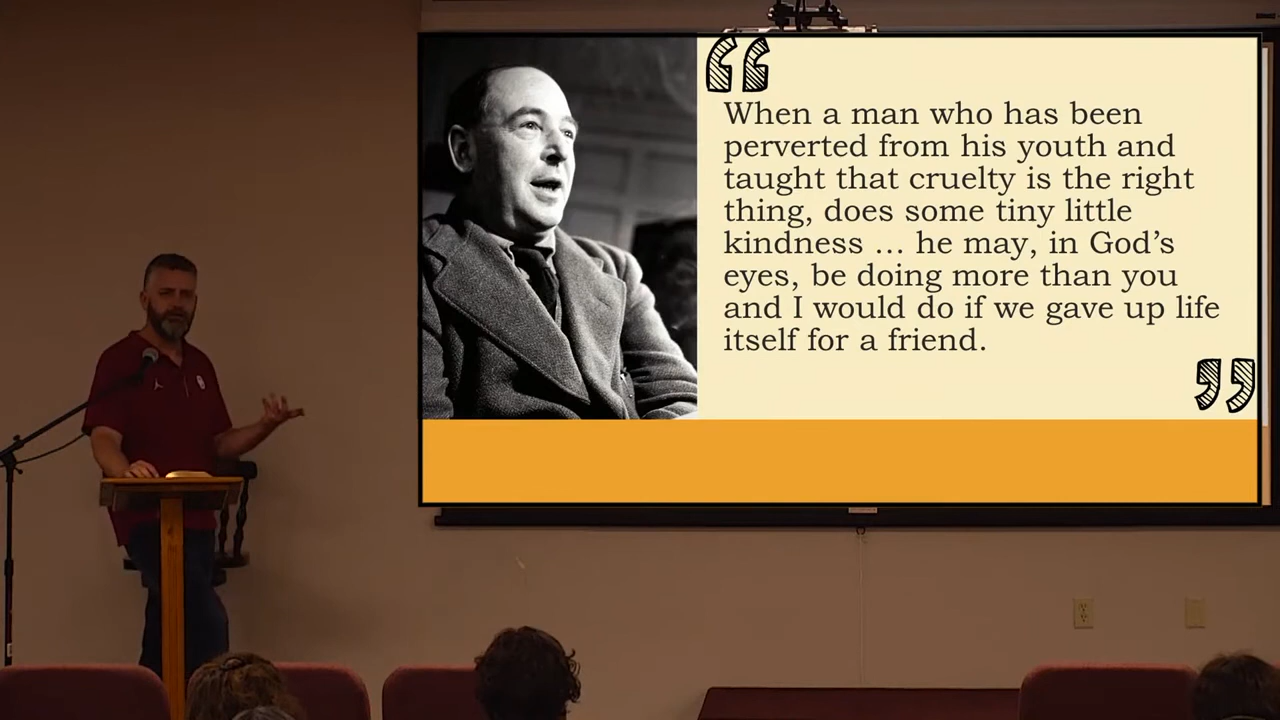 When a man who has been
perverted from his youth and
taught that cruelty is the right
thing, does some tiny little
kindness … he may, in God’s
eyes, be doing more than you
and I would do if we gave up life
itself for a friend.